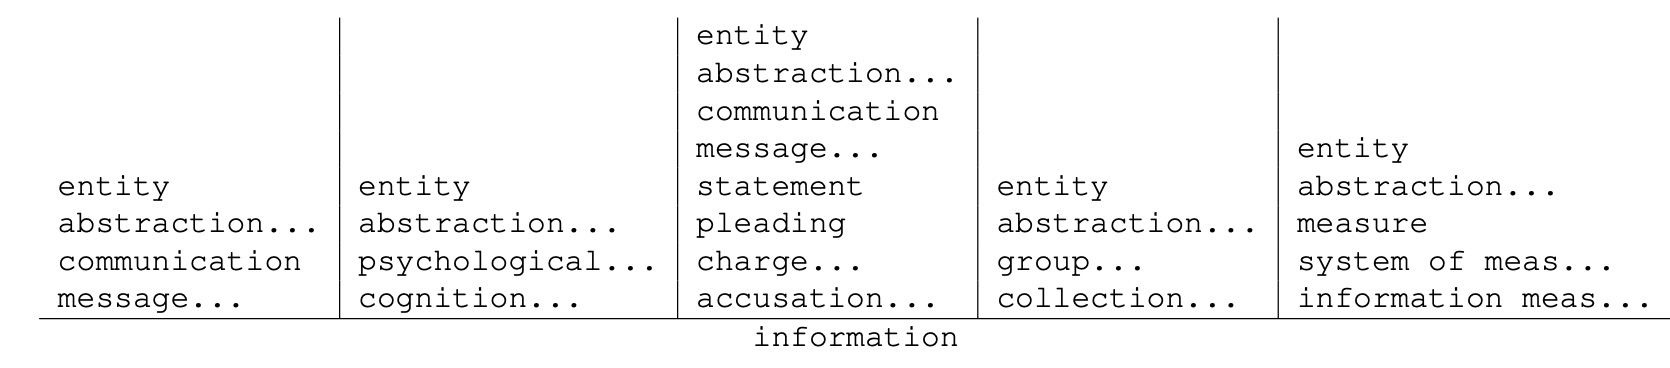 entity
abstraction...
communication
message...
entity
abstraction...
psychological...
cognition...
entity
abstraction...
communication
message...
statement
pleading
charge...
accusation...
entity
abstraction...
group...
collection...
entity
abstraction...
measure
system of meas...
information meas...
information